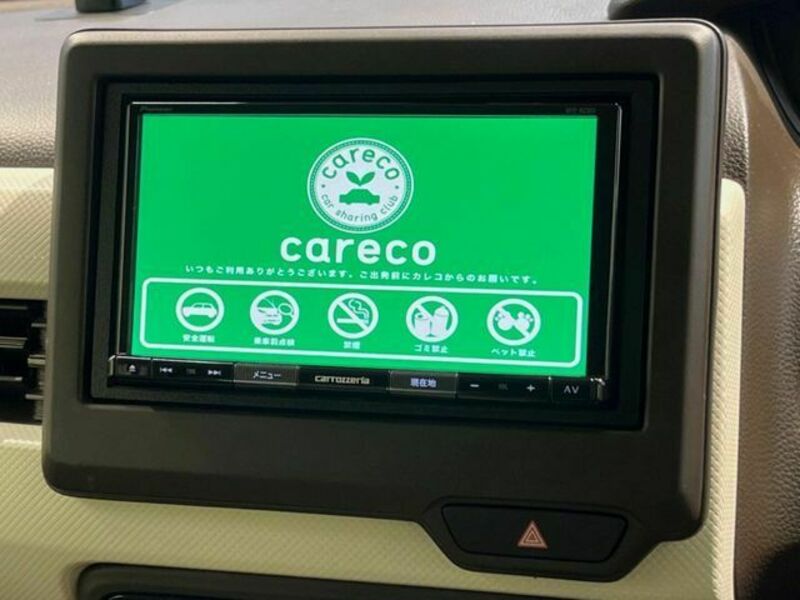 Pioneer
careco
car sharing club
careco
いつもご利用ありがとうございます。ご出発前にカレコからのお願いです。
安全運転
乗車前点検
禁煙
ゴミ禁止
ペット禁止
メニュー
carrozzeria
現在地
AV